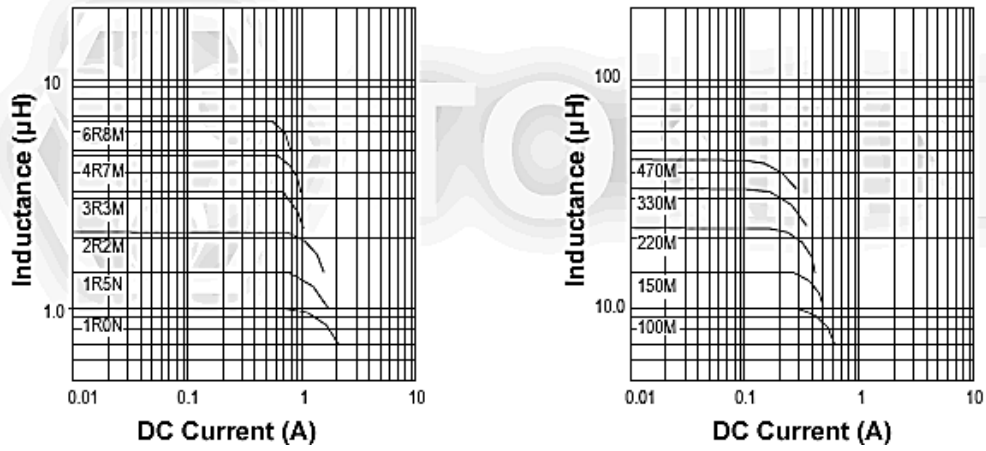 Inductance (µH)
10
1.0
6R8M
4R7M
3R3M
2R2M
1R5N
1R0N
0.01
0.1
1
10
DC Current (A)
Inductance (µH)
100
10.0
470M
330M
220M
150M
100M
0.01
0.1
1
10
DC Current (A)
TO